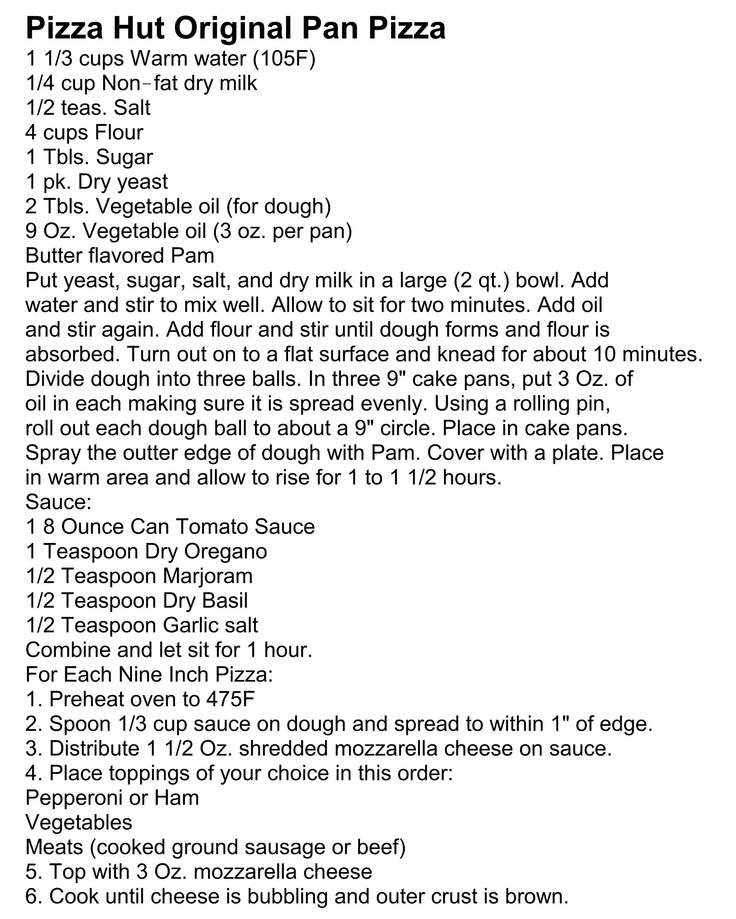 Pizza Hut Original Pan Pizza
1 1/3 cups Warm water (105F)
1/4 cup Non-fat dry milk
1/2 teas. Salt
4 cups Flour
1 Tbls. Sugar
1 pk. Dry yeast
2 Tbls. Vegetable oil (for dough)
9 Oz. Vegetable oil (3 oz. per pan)
Butter flavored Pam
Put yeast, sugar, salt, and dry milk in a large (2 qt.) bowl. Add
water and stir to mix well. Allow to sit for two minutes. Add oil
and stir again. Add flour and stir until dough forms and flour is
absorbed. Turn out on to a flat surface and knead for about 10 minutes.
Divide dough into three balls. In three 9" cake pans, put 3 Oz. of
oil in each making sure it is spread evenly. Using a rolling pin,
roll out each dough ball to about a 9" circle. Place in cake pans.
Spray the outter edge of dough with Pam. Cover with a plate. Place
in warm area and allow to rise for 1 to 1 1/2 hours.
Sauce:
1 8 Ounce Can Tomato Sauce
1 Teaspoon Dry Oregano
1/2 Teaspoon Marjoram
1/2 Teaspoon Dry Basil
1/2 Teaspoon Garlic salt
Combine and let sit for 1 hour.
For Each Nine Inch Pizza:
1. Preheat oven to 475F
2. Spoon 1/3 cup sauce on dough and spread to within 1" of edge.
3. Distribute 1 1/2 Oz. shredded mozzarella cheese on sauce.
4. Place toppings of your choice in this order:
Pepperoni or Ham
Vegetables
Meats (cooked ground sausage or beef)
5. Top with 3 Oz. mozzarella cheese
6. Cook until cheese is bubbling and outer crust is brown.